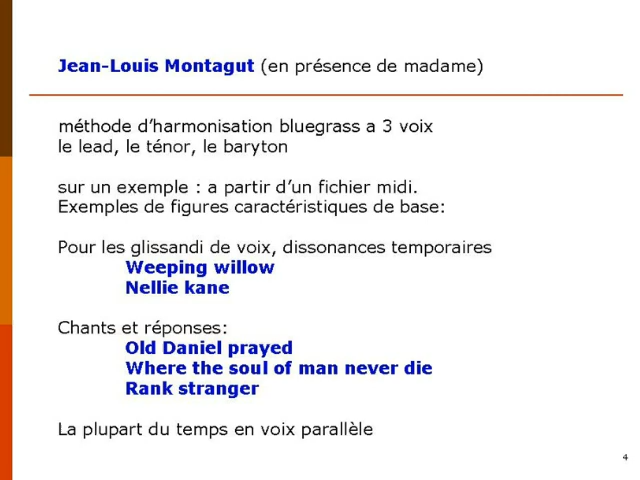 Jean-Louis Montagut (en présence de madame)
méthode d’harmonisation bluegrass a 3 voix
le lead, le ténor, le baryton
sur un exemple : a partir d’un fichier midi.
Exemples de figures caractéristiques de base:
Pour les glissandi de voix, dissonances temporaires
Weeping willow
Nellie kane
Chants et réponses:
Old Daniel prayed
Where the soul of man never die
Rank stranger
La plupart du temps en voix parallèle
4